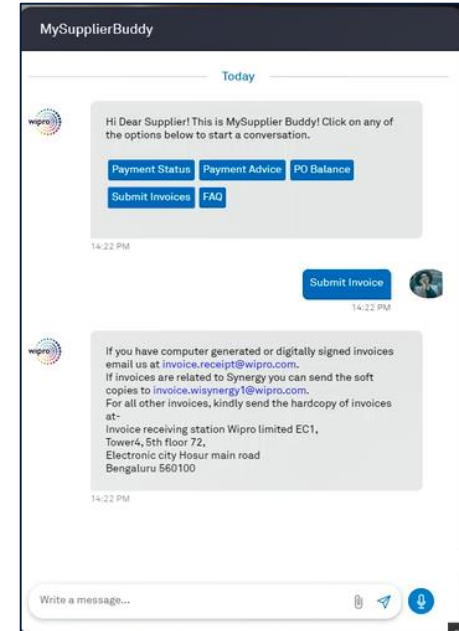 MySupplierBuddy
Today
wipro
Hi Dear Supplier! This is MySupplier Buddy! Click on any of
the options below to start a conversation.
Payment Status Payment Advice PO Balance
Submit Invoices FAQ
14:22 PM
Submit Invoice
14:22 PM
wipro
If you have computer generated or digitally signed invoices
email us at invoice.receipt@wipro.com.
If invoices are related to Synergy you can send the soft
copies to invoice.wisynergy1@wipro.com.
For all other invoices, kindly send the hardcopy of invoices
at-
Invoice receiving station Wipro limited EC1,
Tower4, 5th floor 72,
Electronic city Hosur main road
Bengaluru 560100
14:22 PM
Write a message...